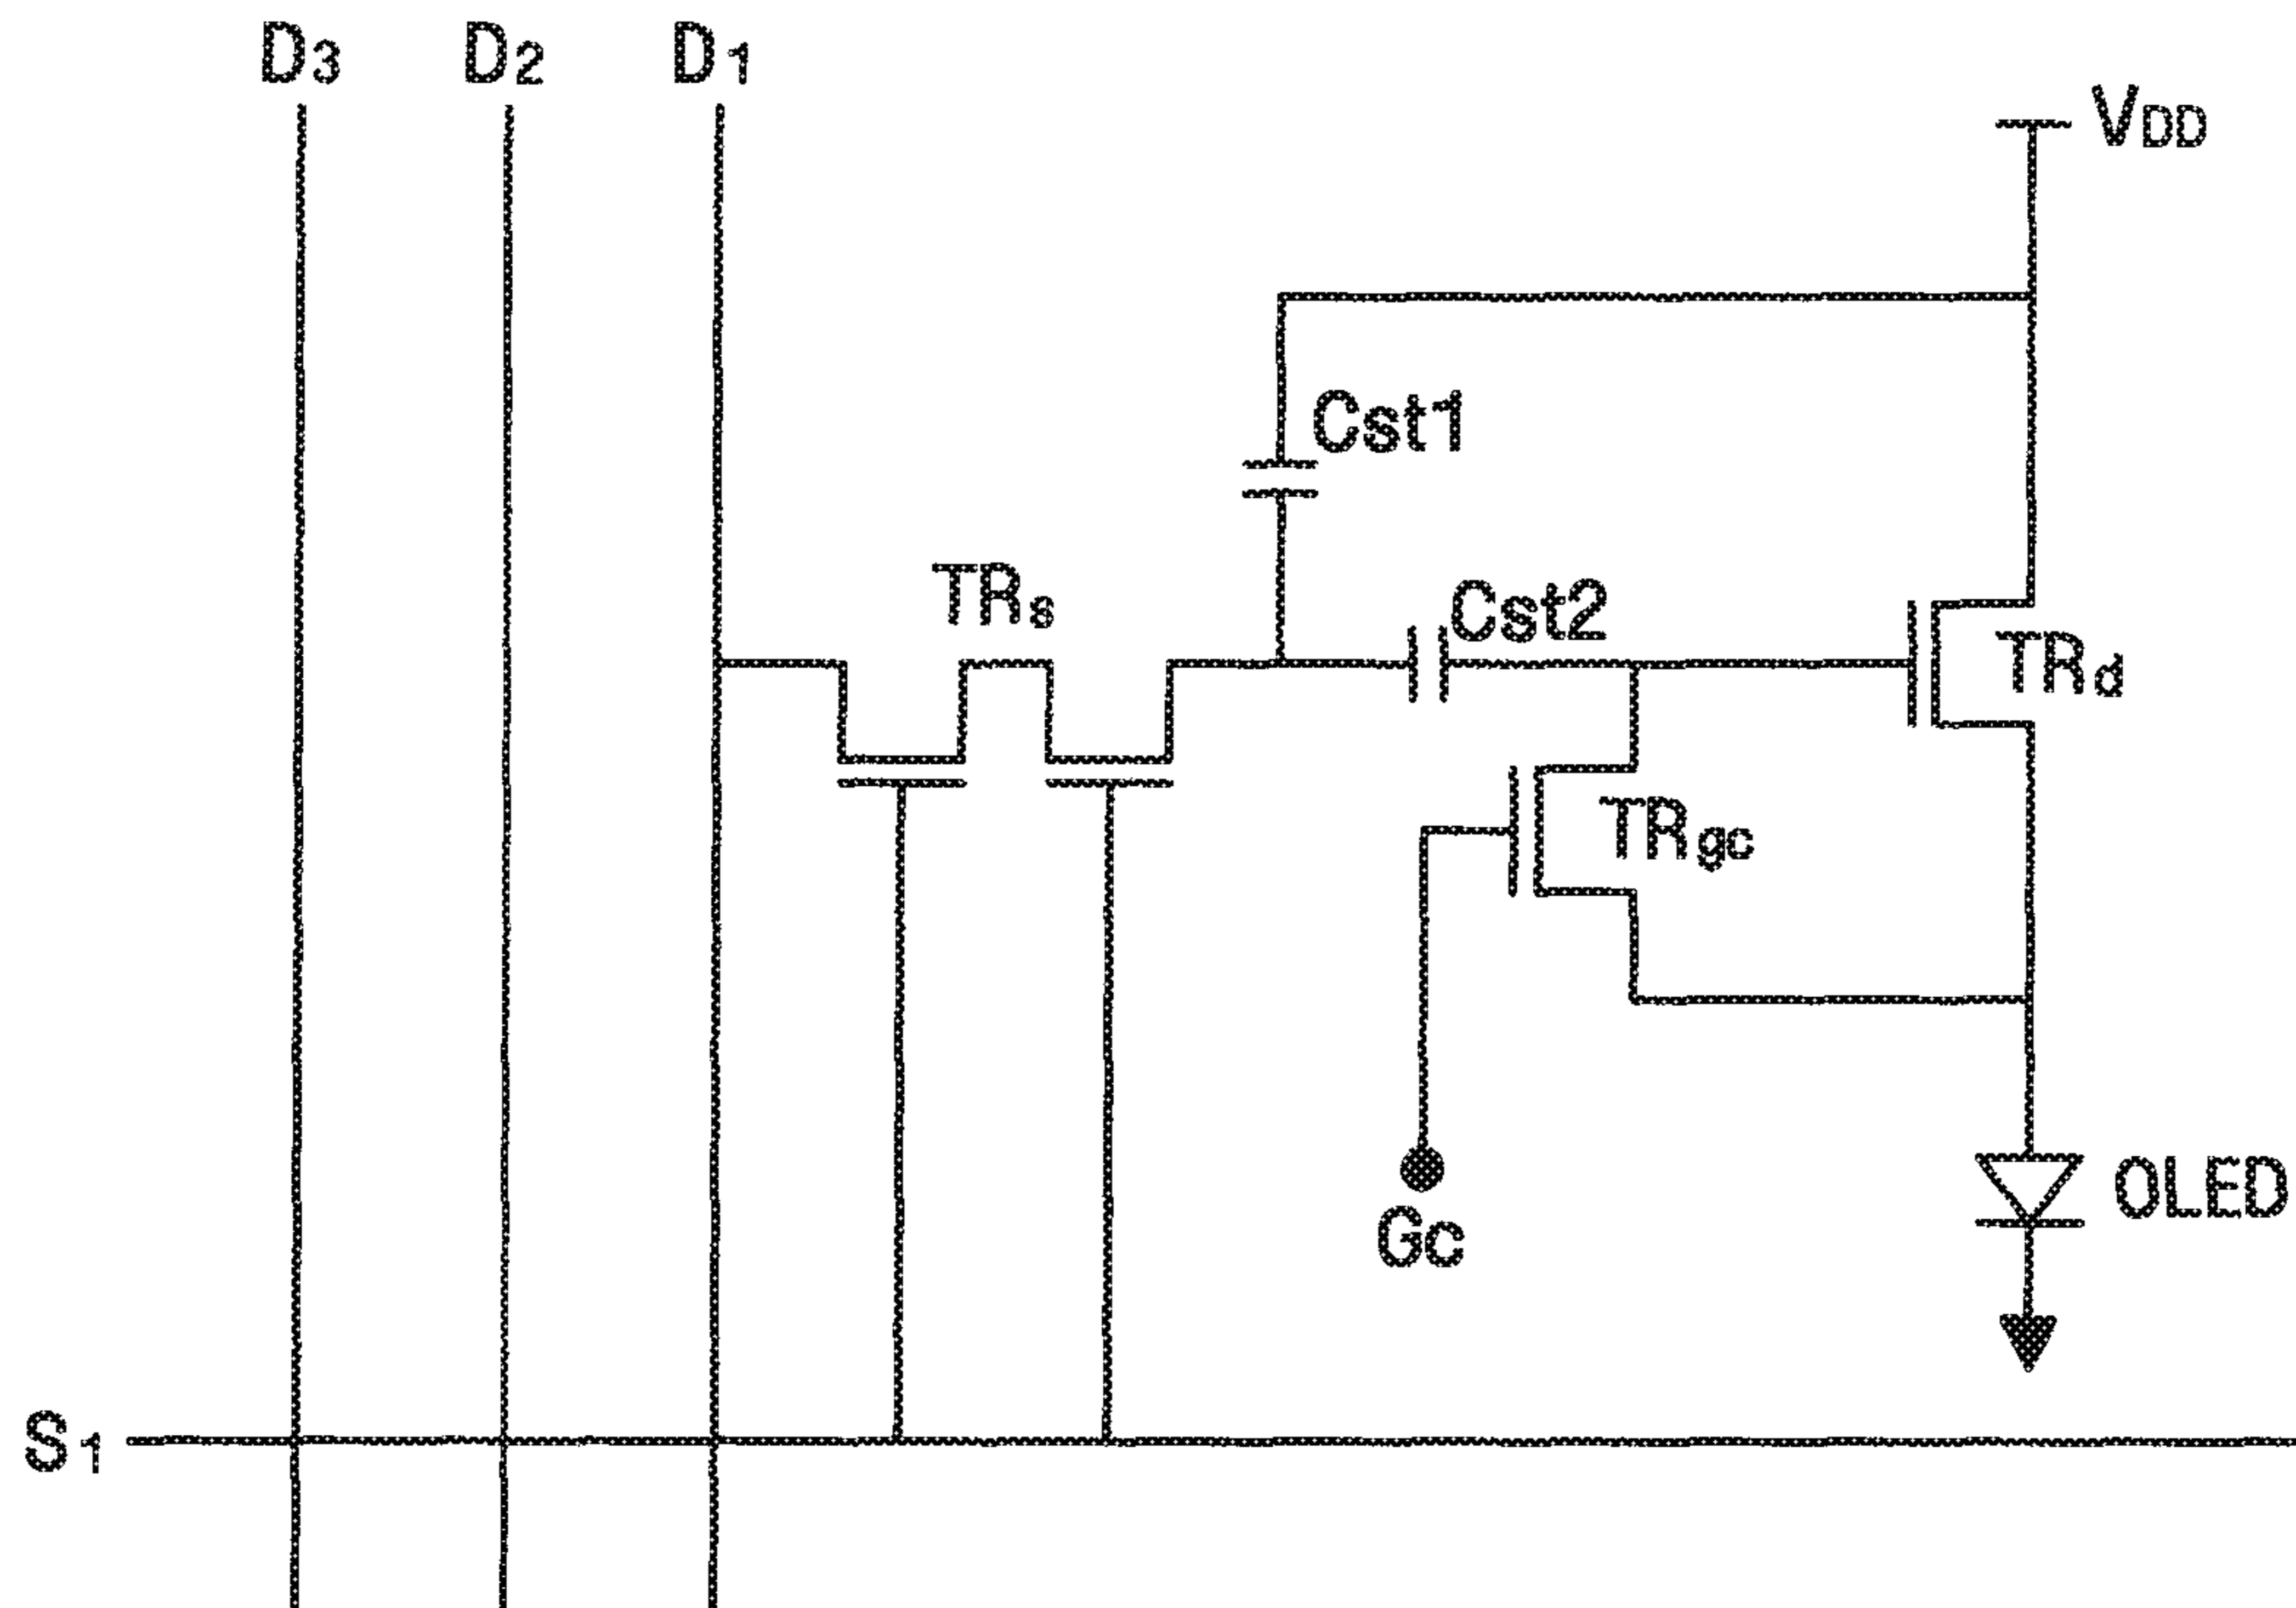 D3 D2 D1
VDD
Cst1
TRs
Cst2
TRd
TRgc
OLED
Gc
S1